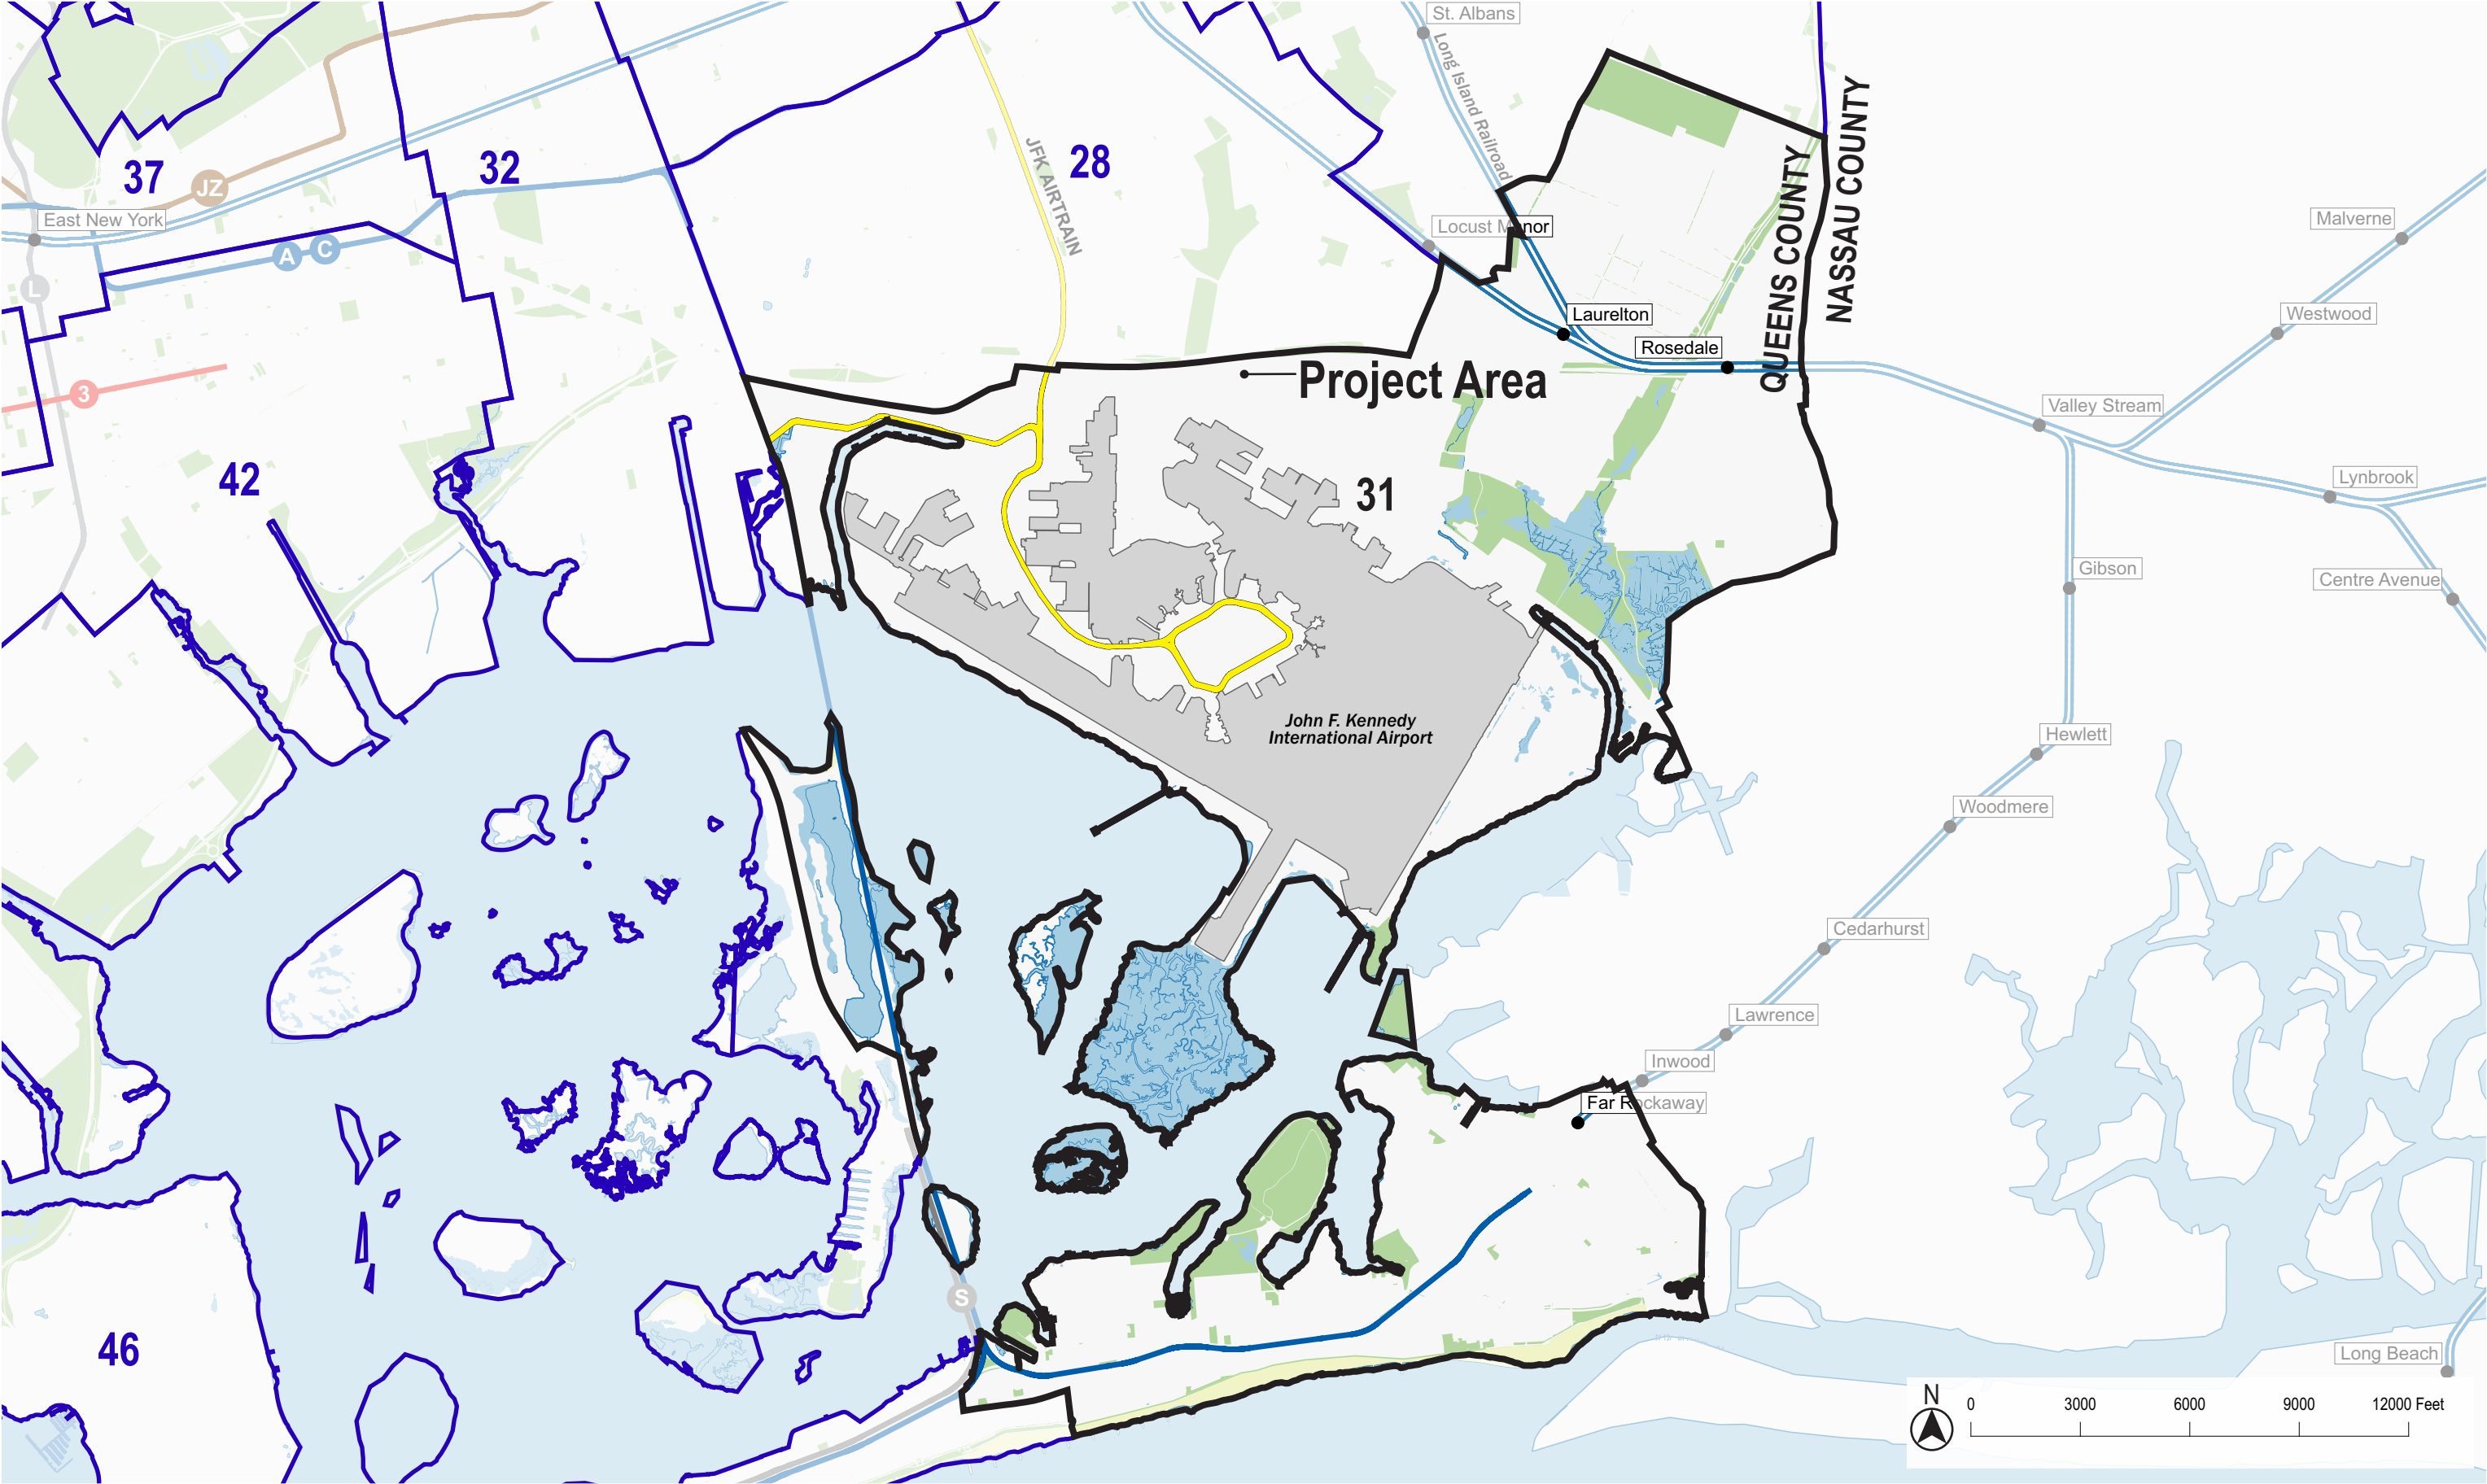 St. Albans
Long Island Railroad
QUEENS COUNTY
NASSAU COUNTY
37
JZ
32
28
JFK AIRTRAIN
East New York
Locust Manor
Malverne
A
C
L
Laurelton
Westwood
Rosedale
3
Project Area
Valley Stream
42
31
Lynbrook
Gibson
Centre Avenue
John F. Kennedy
International Airport
Hewlett
Woodmere
Cedarhurst
Lawrence
Inwood
Far Rockaway
S
46
Long Beach
N
0 3000 6000 9000 12000 Feet